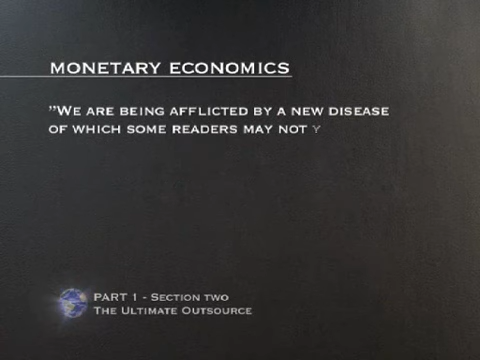 MONETARY ECONOMICS
"WE ARE BEING AFFLICTED BY A NEW DISEASE
OF WHICH SOME READERS MAY NOT Y
PART 1 - SECTION TWO
THE ULTIMATE OUTSOURCE